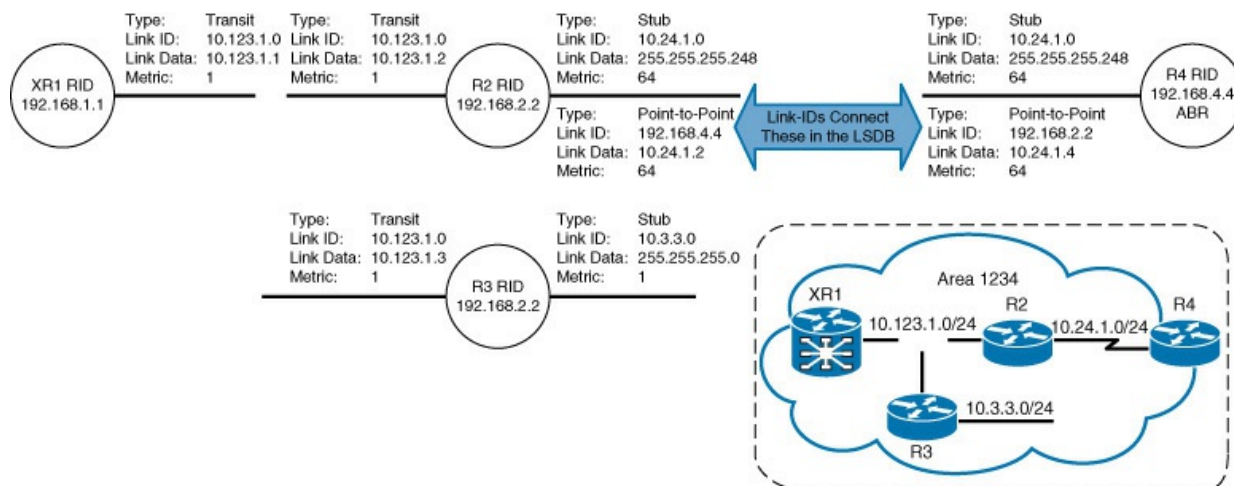 Type: Transit
Link ID: 10.123.1.0
Link Data: 10.123.1.1
Metric: 1
Type: Transit
Link ID: 10.123.1.0
Link Data: 10.123.1.2
Metric: 1
Type: Stub
Link ID: 10.24.1.0
Link Data: 255.255.255.248
Metric: 64
Type: Stub
Link ID: 10.24.1.0
Link Data: 255.255.255.248
Metric: 64
XR1 RID
192.168.1.1
R2 RID
192.168.2.2
R4 RID
192.168.4.4
ABR
Type: Point-to-Point
Link ID: 192.168.4.4
Link Data: 10.24.1.2
Metric: 64
Link-IDs Connect
These in the LSDB
Type: Point-to-Point
Link ID: 192.168.2.2
Link Data: 10.24.1.4
Metric: 64
Type: Transit
Link ID: 10.123.1.0
Link Data: 10.123.1.3
Metric: 1
R3 RID
192.168.2.2
Type: Stub
Link ID: 10.3.3.0
Link Data: 255.255.255.0
Metric: 1
Area 1234
XR1
R2
R4
10.123.1.0/24
10.24.1.0/24
10.3.3.0/24
R3